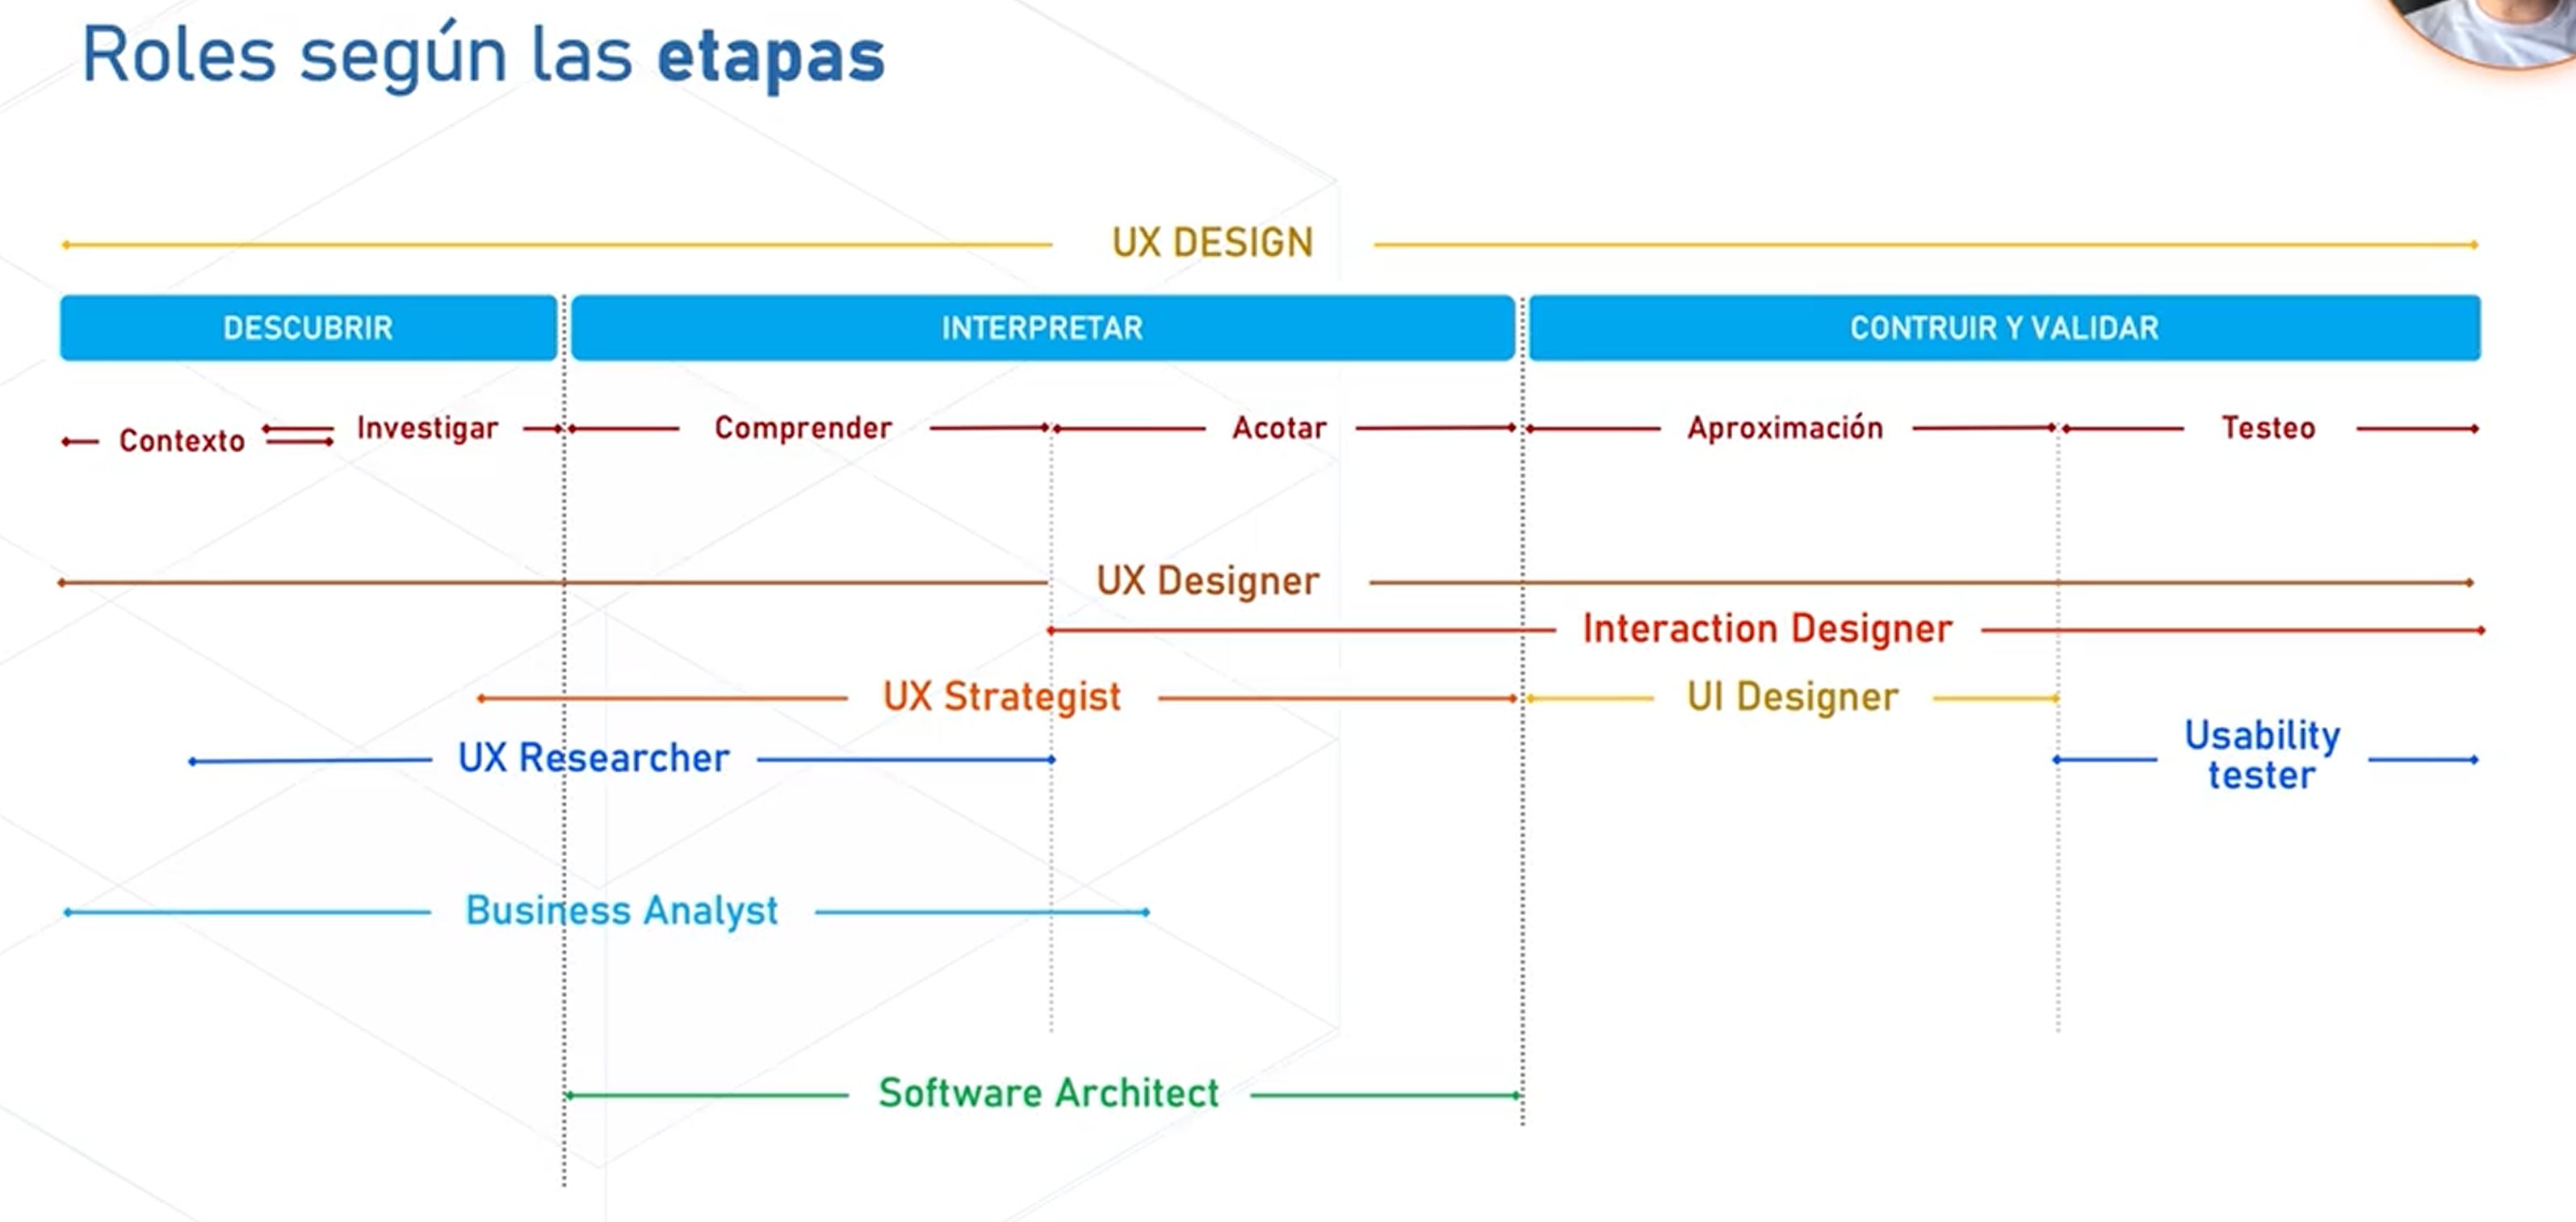 Roles según las etapas
UX DESIGN
DESCUBRIR
INTERPRETAR
CONTRUIR Y VALIDAR
Contexto
Investigar
Comprender
Acotar
Aproximación
Testeo
UX Designer
Interaction Designer
UX Strategist
UI Designer
UX Researcher
Usability
tester
Business Analyst
Software Architect